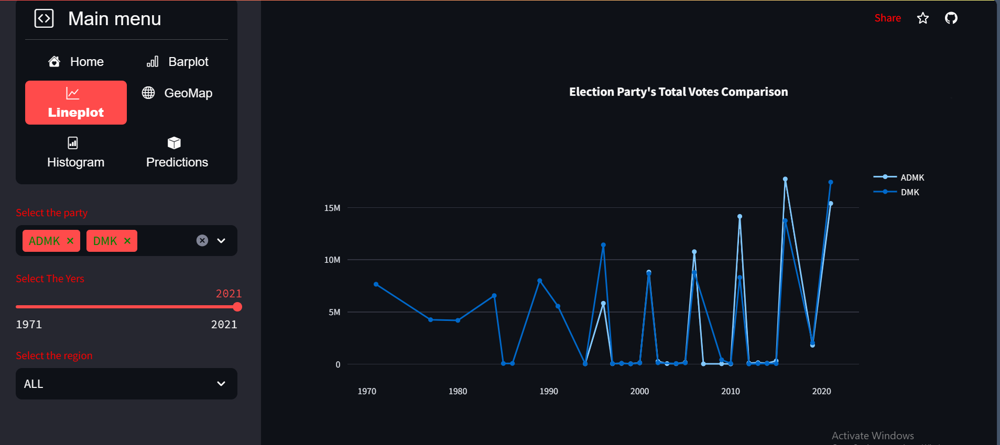 Main menu
Home
Barplot
Lineplot
GeoMap
Histogram
Predictions
Select the party
ADMK
DMK
Select The Yers
2021
1971
2021
Select the region
ALL
Share
Election Party's Total Votes Comparison
ADMK
DMK
15M
10M
5M
0
1970
1980
1990
2000
2010
2020
Activate Windows